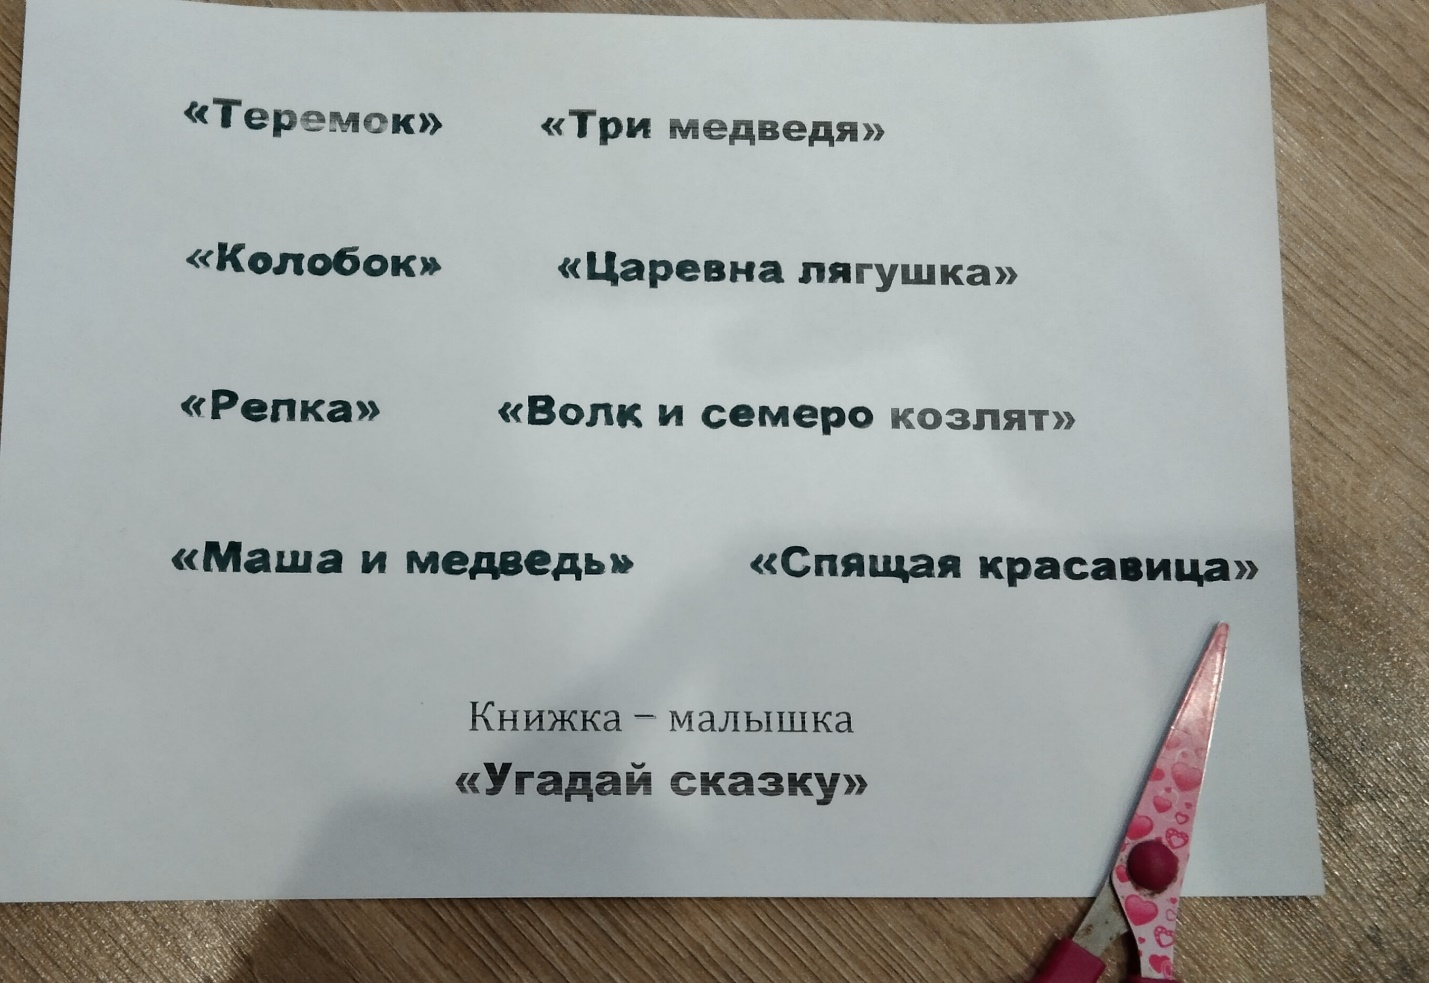 «Теремок» «Три медведя»
«Колобок» «Царевна лягушка»
«Репка» «Волк и семеро козлят»
«Маша и медведь» «Спящая красавица»
Книжка – малышка
«Угадай сказку»